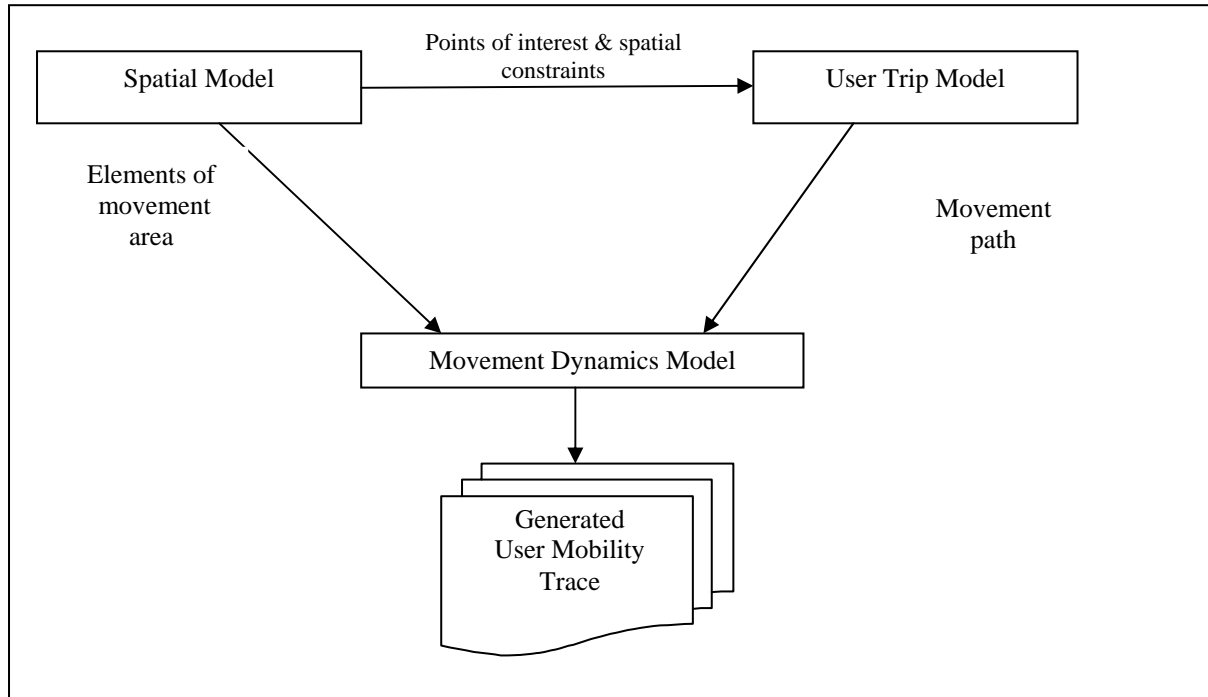 Points of interest & spatial
constraints
Spatial Model
User Trip Model
Elements of
movement
area
Movement
path
Movement Dynamics Model
Generated
User Mobility
Trace